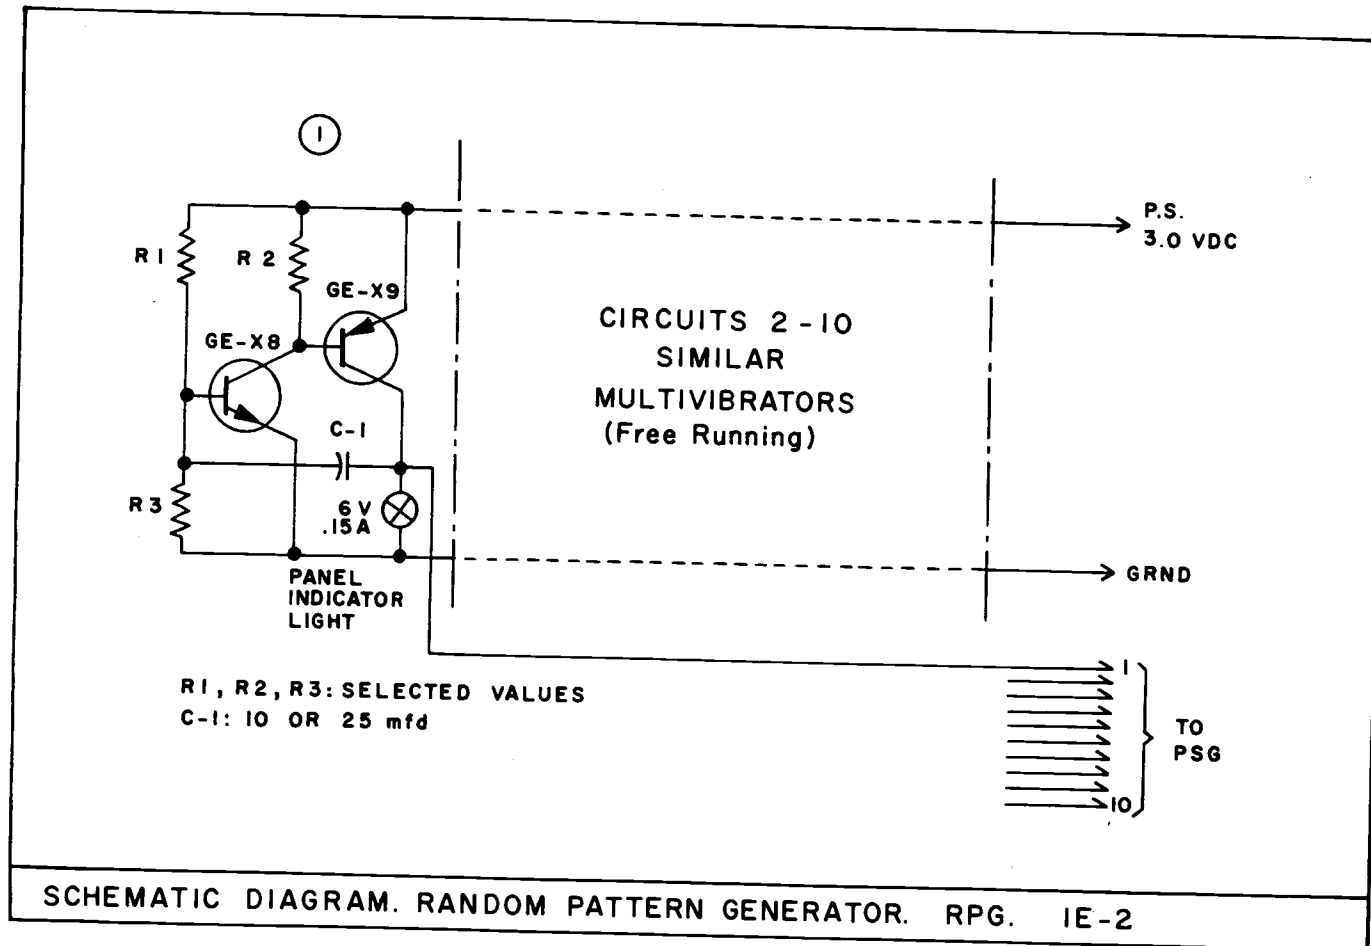 1
P.S.
3.0 VDC
R1
R2
GE-X9
GE-X8
CIRCUITS 2-10
SIMILAR
MULTIVIBRATORS
(Free Running)
C-1
R3
6V
.15A
PANEL
INDICATOR
LIGHT
GRND
R1, R2, R3: SELECTED VALUES
C-1: 10 OR 25 mfd
1
TO
PSG
10
SCHEMATIC DIAGRAM. RANDOM PATTERN GENERATOR. RPG. 1E-2